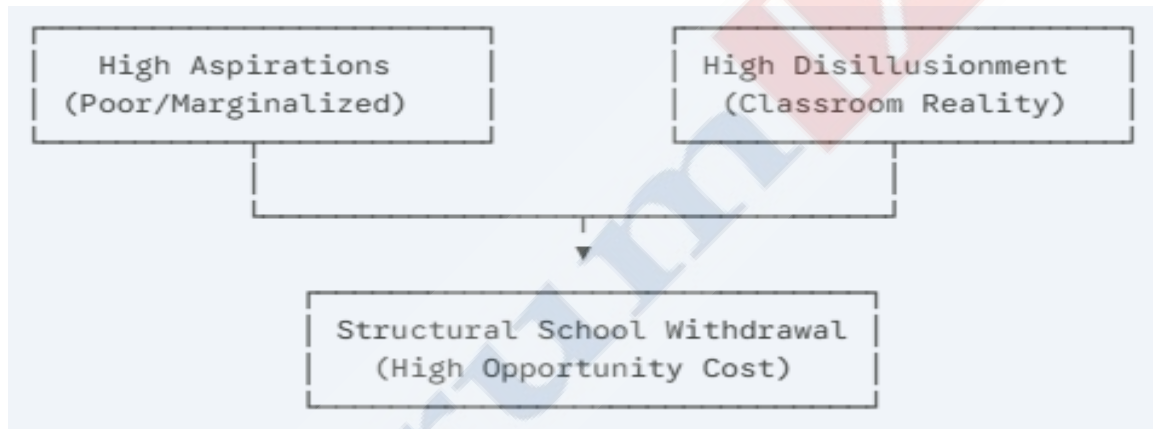 High Aspirations
(Poor/Marginalized)
High Disillusionment
(Classroom Reality)
Structural School Withdrawal
(High Opportunity Cost)